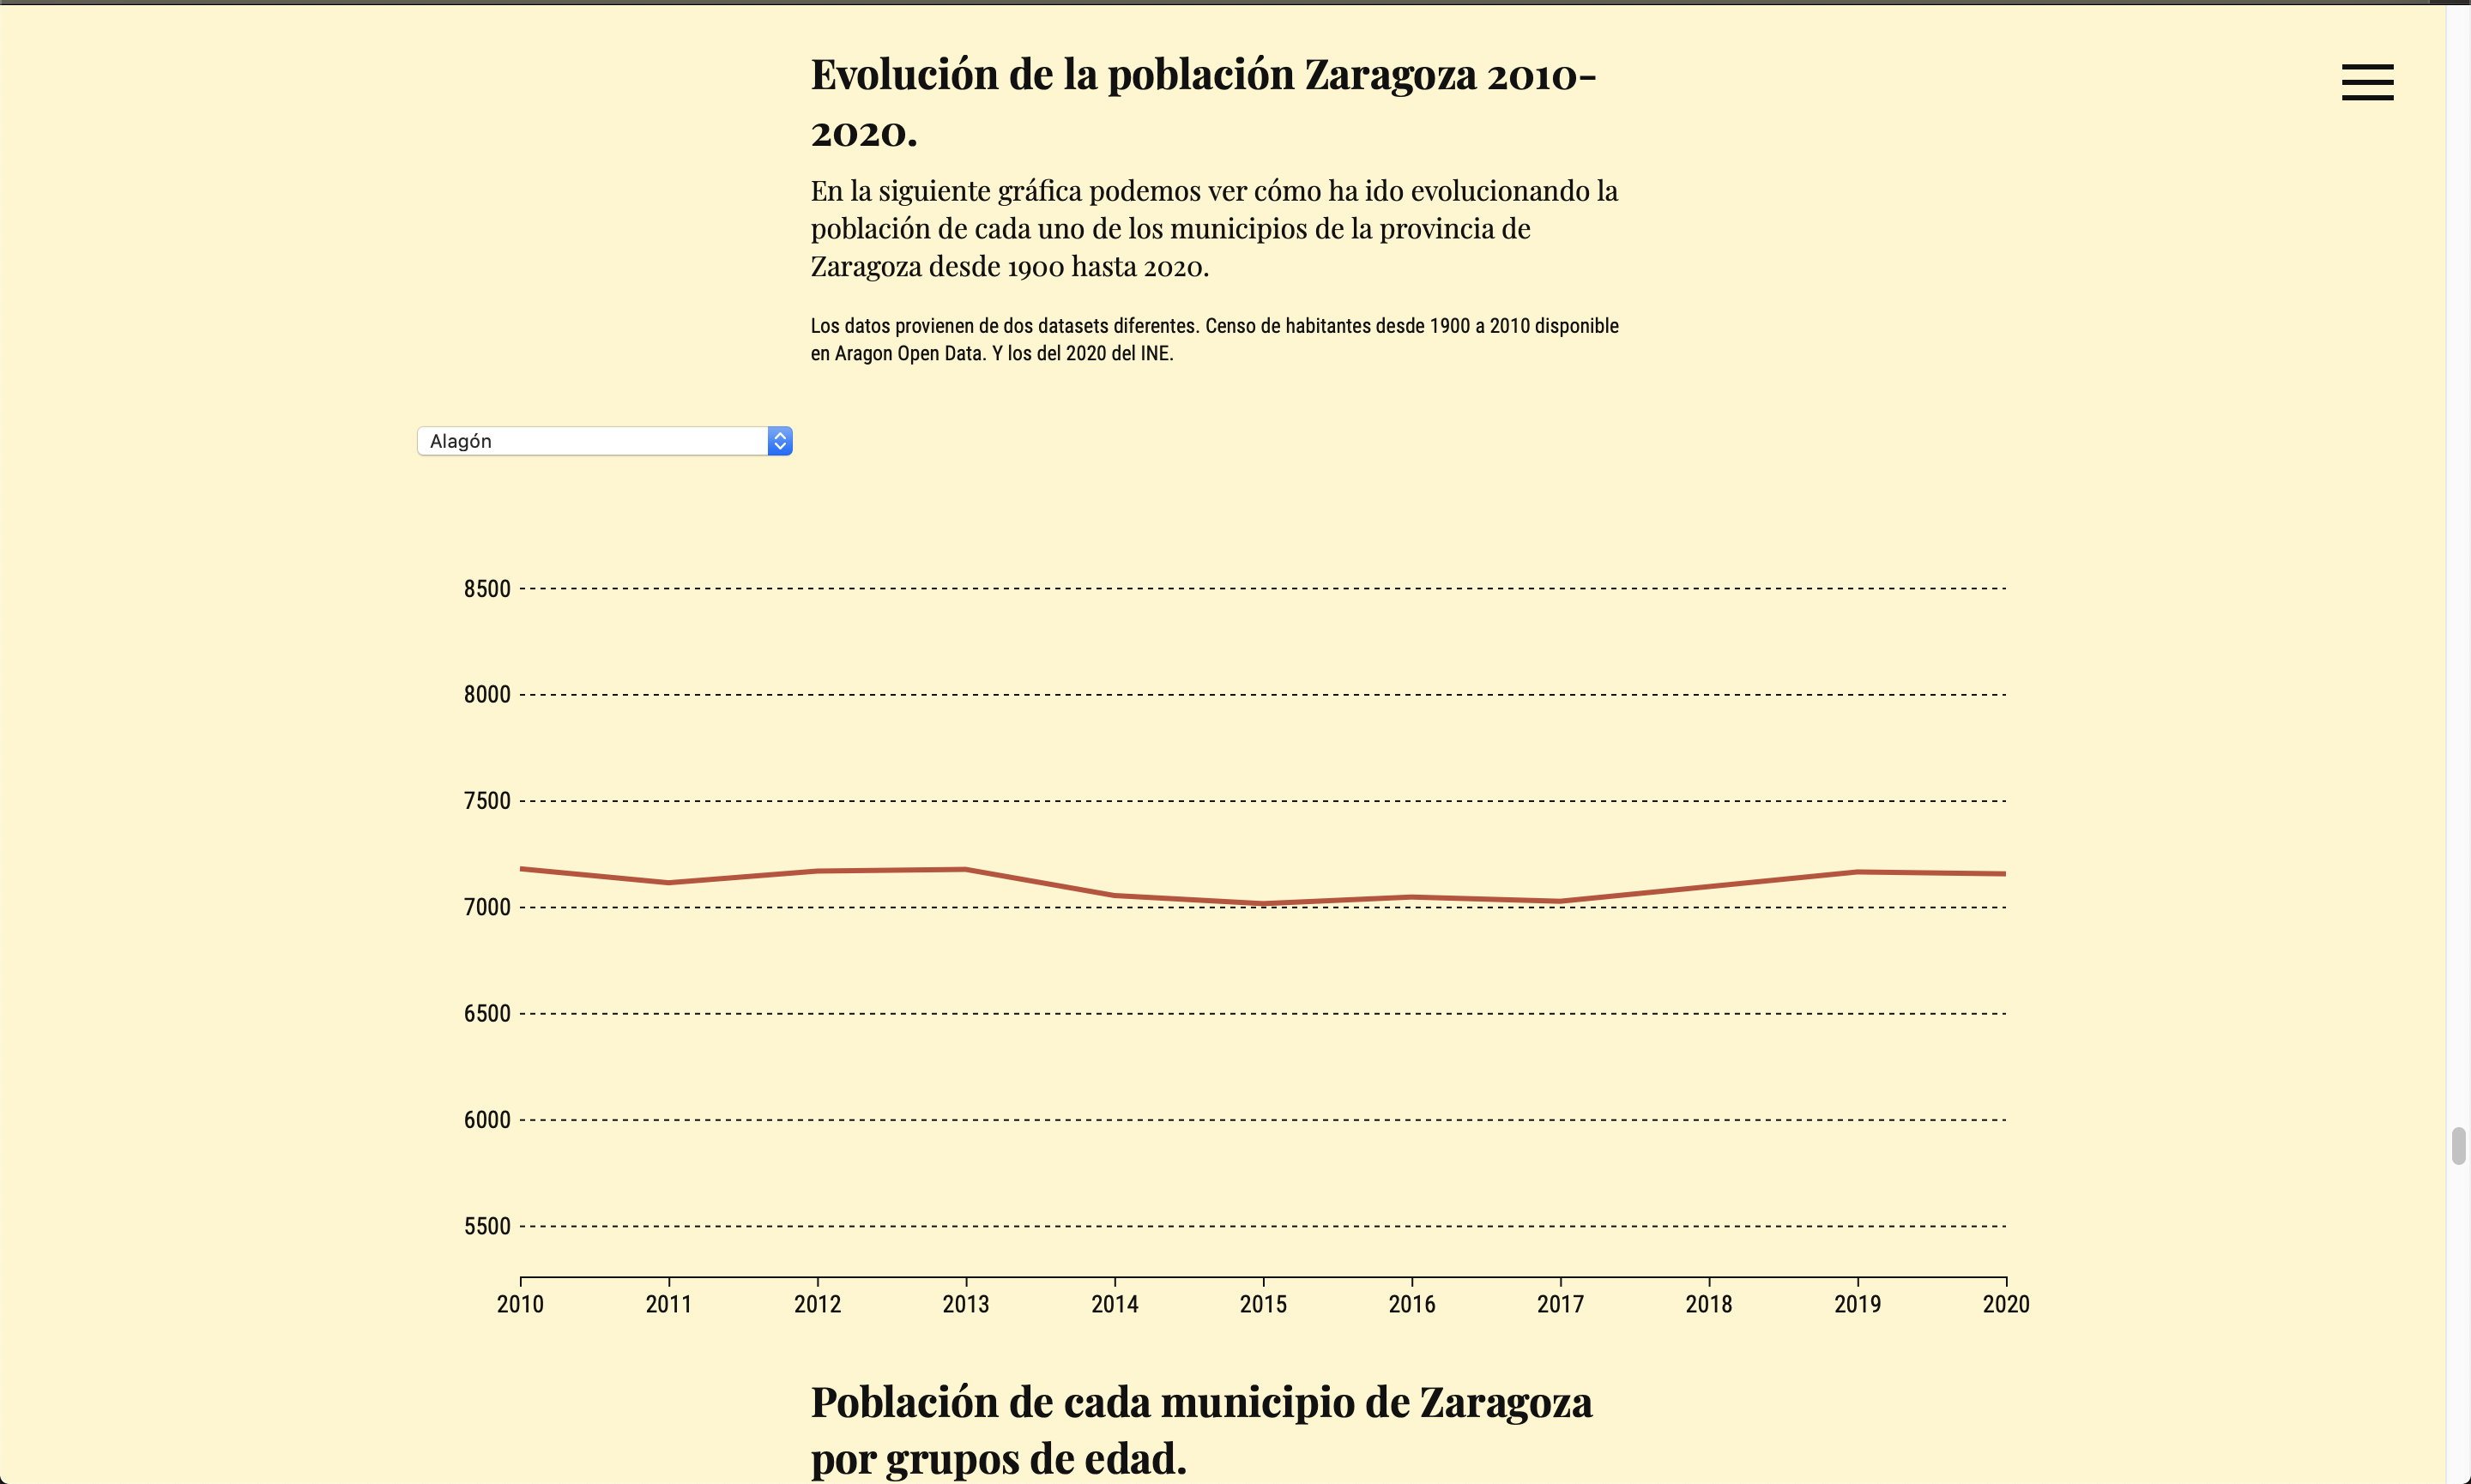 Evolución de la población Zaragoza 2010-
2020.
En la siguiente gráfica podemos ver cómo ha ido evolucionando la
población de cada uno de los municipios de la provincia de
Zaragoza desde 1900 hasta 2020.
Los datos provienen de dos datasets diferentes. Censo de habitantes desde 1900 a 2010 disponible
en Aragon Open Data. Y los del 2020 del INE.
Alagón
8500
8000
7500
7000
6500
6000
5500
2010 2011 2012 2013 2014 2015 2016 2017 2018 2019 2020
Población de cada municipio de Zaragoza
por grupos de edad.